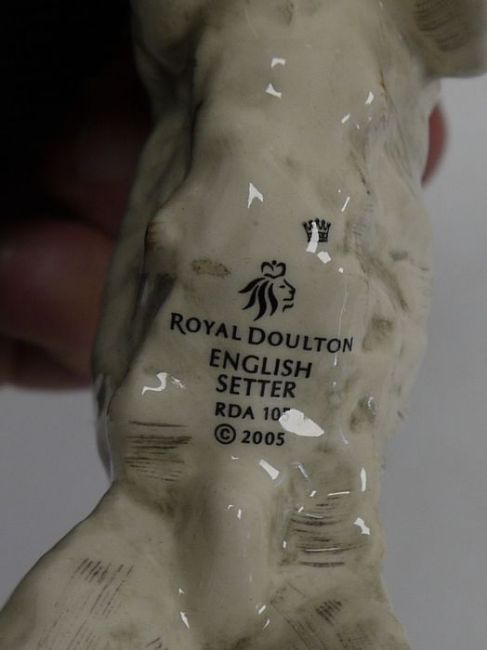 ROYAL DOULTON
ENGLISH
SETTER
RDA
© 2005